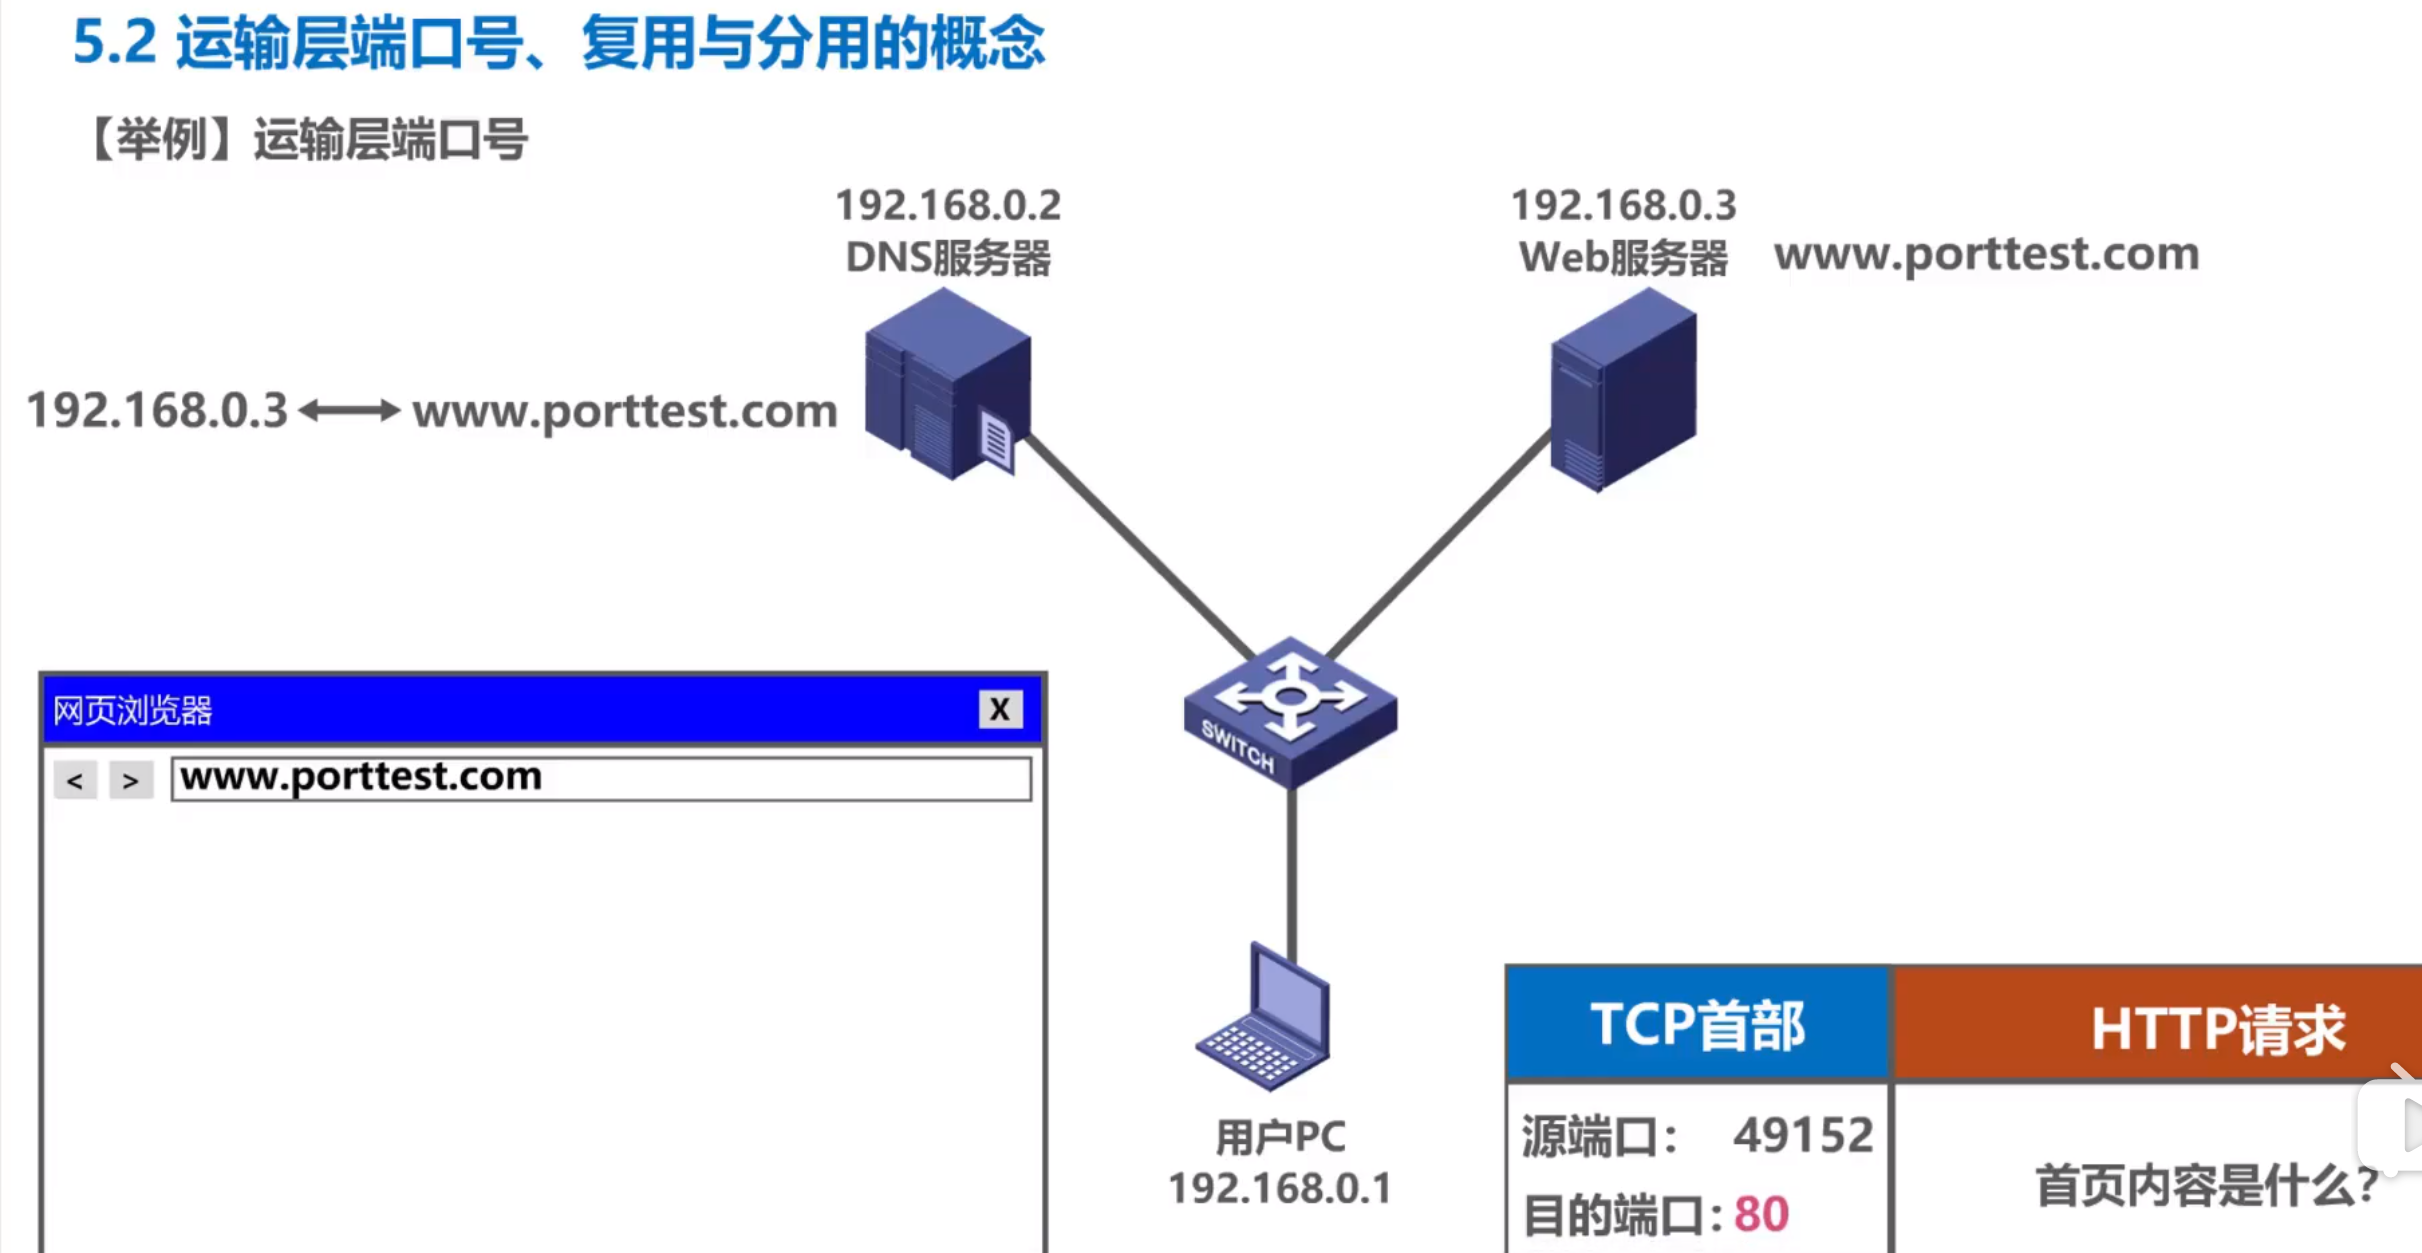 5.2 运输层端口号、复用与分用的概念
【举例】运输层端口号
192.168.0.2
DNS服务器
192.168.0.3
Web服务器
www.porttest.com
192.168.0.3
www.porttest.com
SWITCH
网页浏览器
X
<
>
www.porttest.com
用户PC
192.168.0.1
TCP首部
HTTP请求
源端口： 49152
目的端口：80
首页内容是什么?